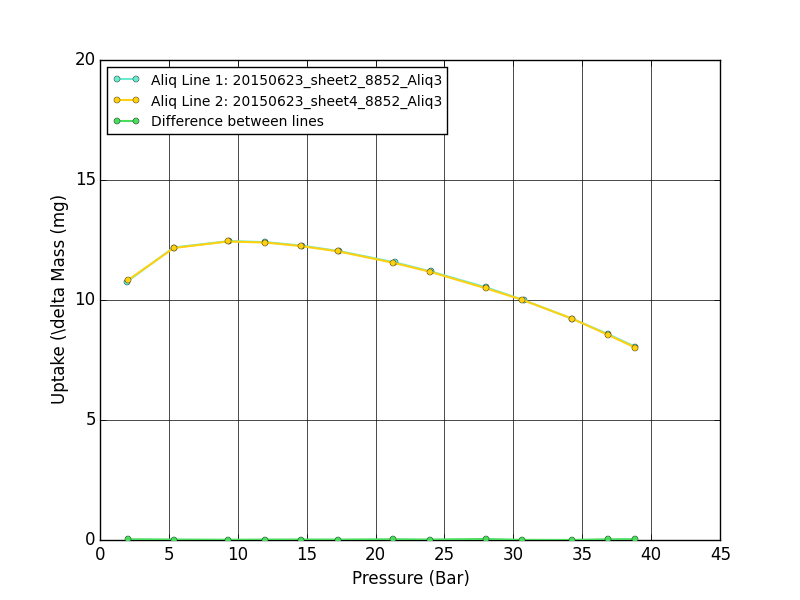 20
Aliq Line 1: 20150623_sheet2_8852_Aliq3
Aliq Line 2: 20150623_sheet4_8852_Aliq3
Difference between lines
15
10
5
0
Uptake (\delta Mass (mg)
0 5 10 15 20 25 30 35 40 45
Pressure (Bar)